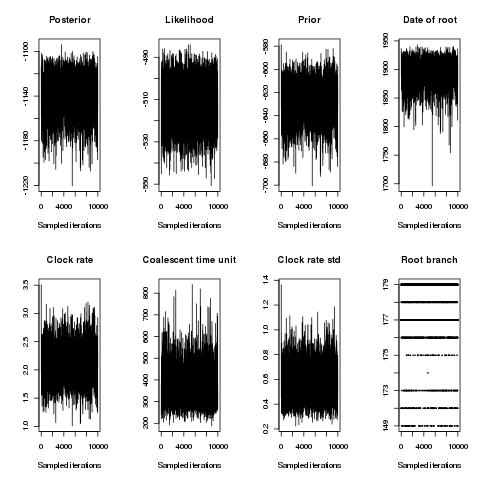 Posterior
-1220 -1180 -1140 -1100
0 4000 10000
Sampled iterations
Likelihood
-550 -530 -510 -490
0 4000 10000
Sampled iterations
Prior
-700 -680 -660 -640 -620 -600 -580
0 4000 10000
Sampled iterations
Date of root
1700 1750 1800 1850 1900 1950
0 4000 10000
Sampled iterations
Clock rate
1.0 1.5 2.0 2.5 3.0 3.5
0 4000 10000
Sampled iterations
Coalescent time unit
200 300 400 500 600 700 800
0 4000 10000
Sampled iterations
Clock rate std
0.2 0.4 0.6 0.8 1.0 1.2 1.4
0 4000 10000
Sampled iterations
Root branch
149 173 175 177 179
0 4000 10000
Sampled iterations